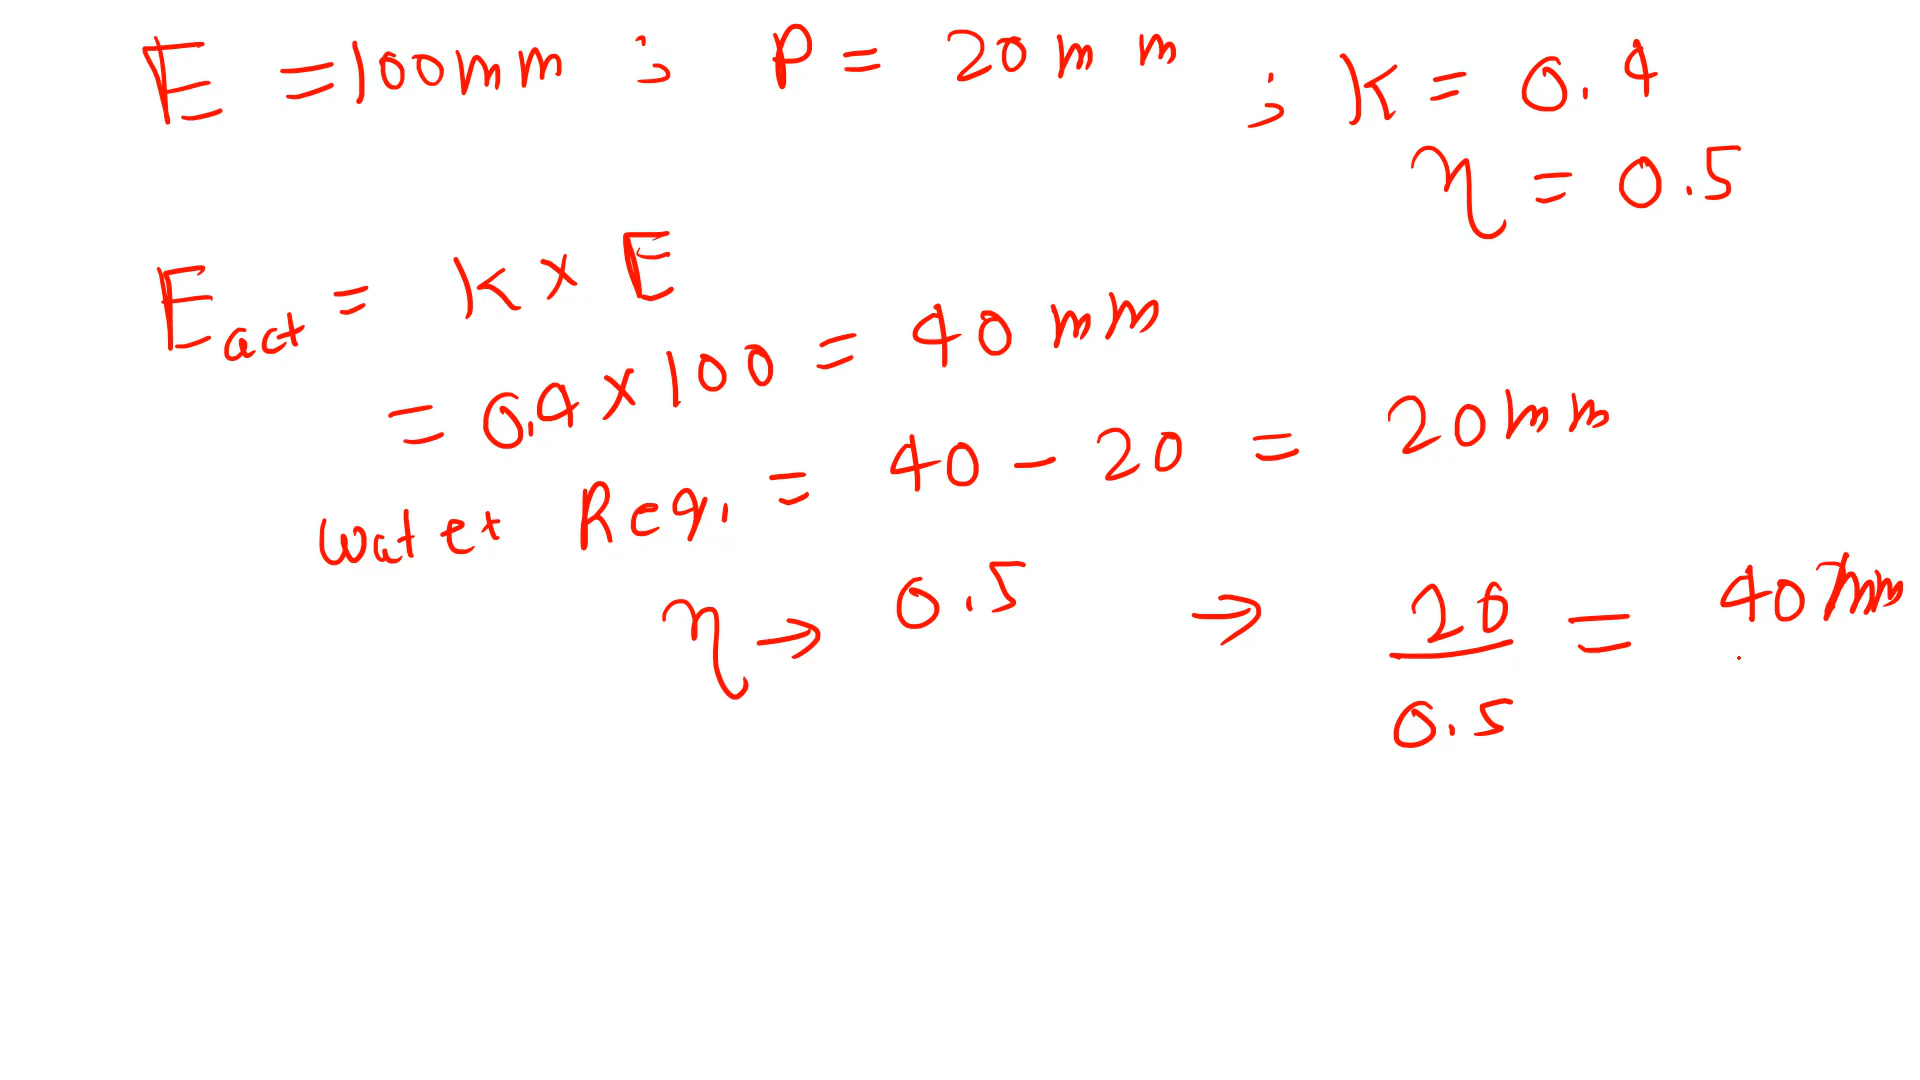 E = 100mm ; P = 20mm ; K = 0.4
η = 0.5
Eact = K × E
= 0.4 × 100 = 40 mm
water Req. = 40 - 20 = 20mm
η → 0.5 → 20/0.5 = 40mm